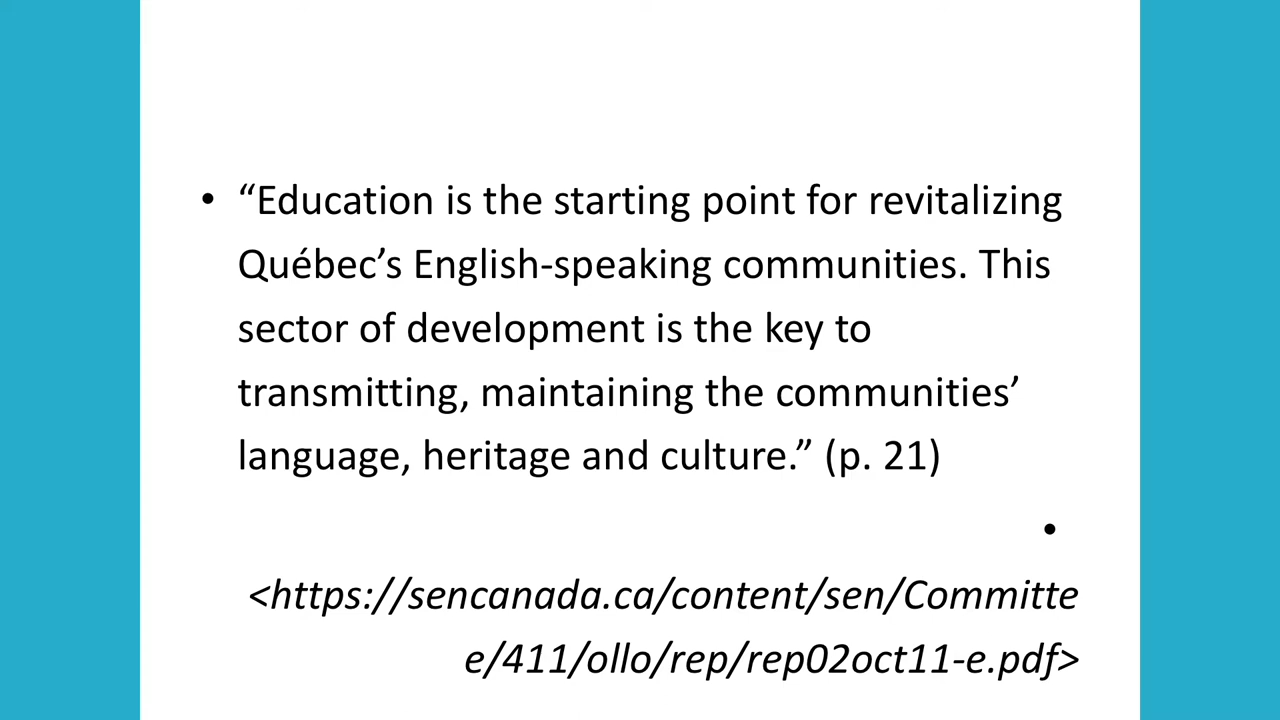 • “Education is the starting point for revitalizing
Québec’s English-speaking communities. This
sector of development is the key to
transmitting, maintaining the communities’
language, heritage and culture.” (p. 21)
•
<https://sencanada.ca/content/sen/Committe
e/411/ollo/rep/rep02oct11-e.pdf>